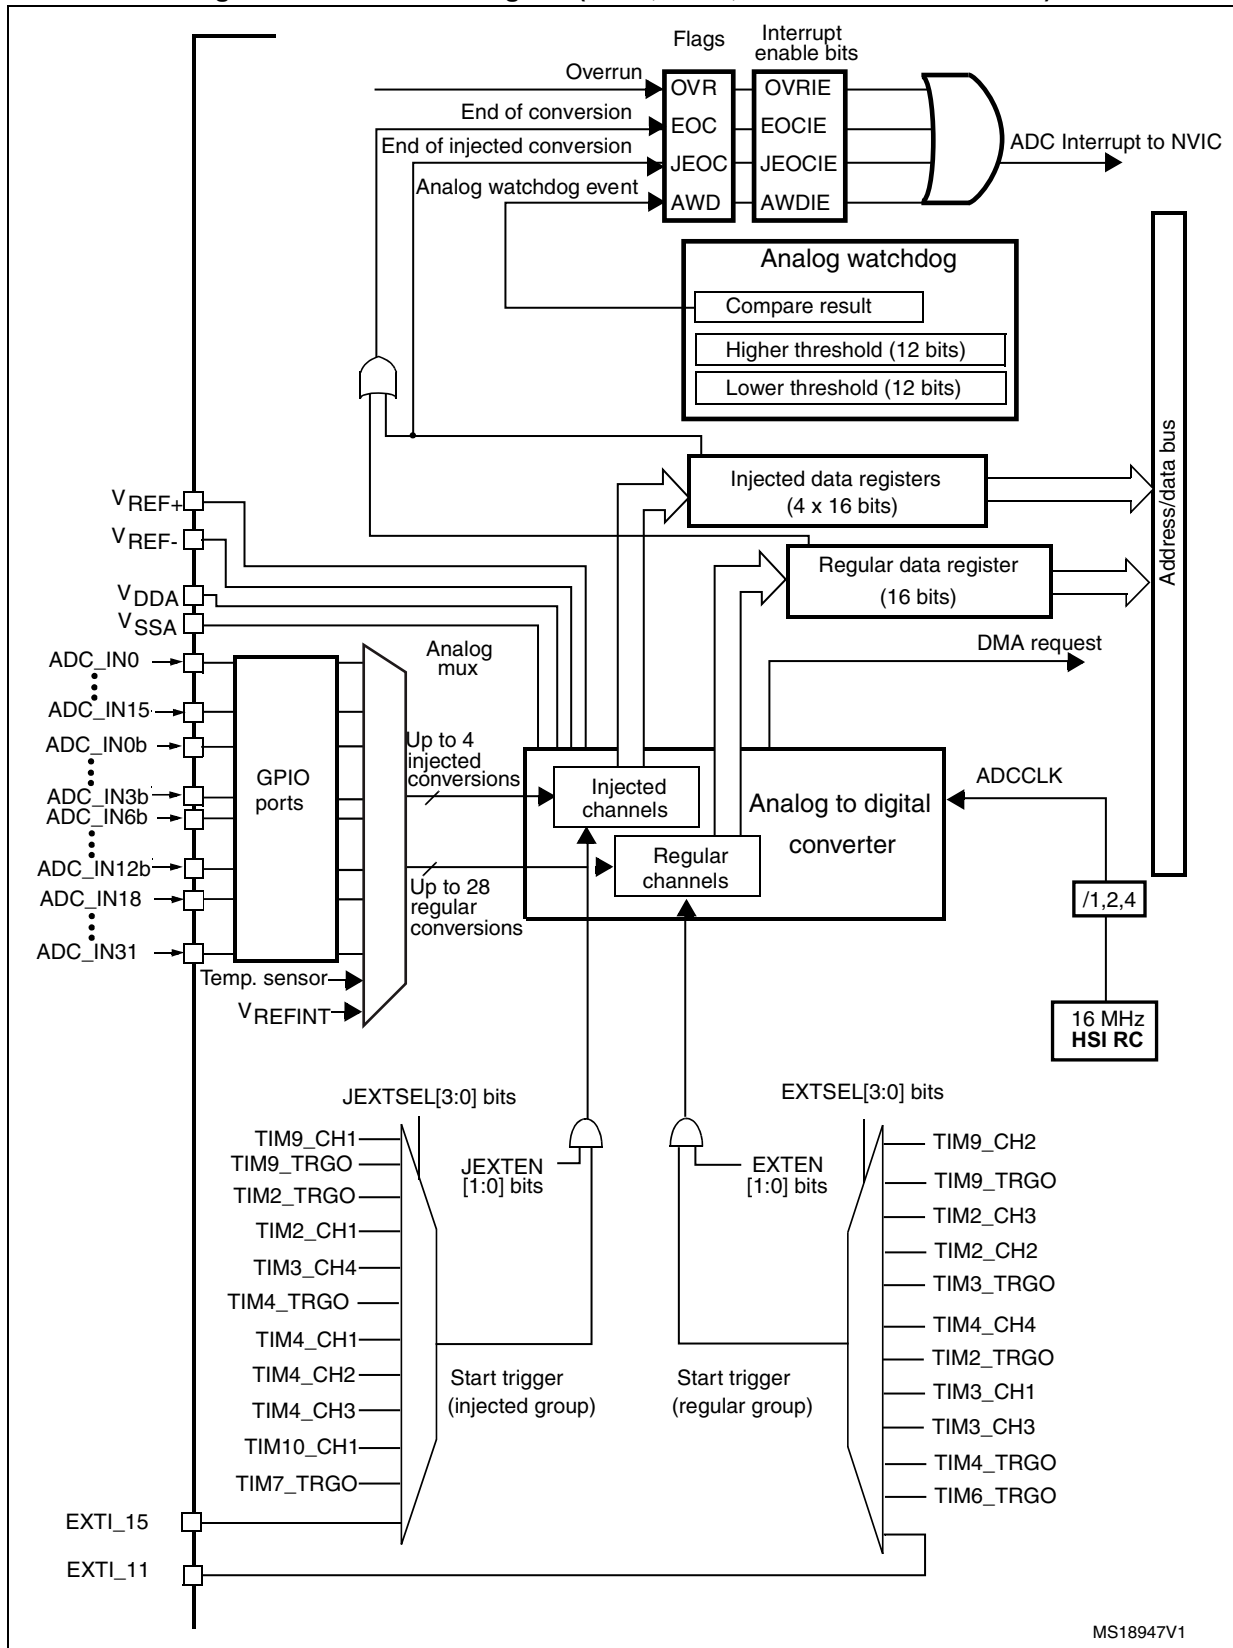 Flags
Interrupt
enable bits
Overrun
OVR
OVRIE
End of conversion
EOC
EOCIE
End of injected conversion
JEOC
JEOCIE
ADC Interrupt to NVIC
Analog watchdog event
AWD
AWDIE
Analog watchdog
Compare result
Higher threshold (12 bits)
Lower threshold (12 bits)
Address/data bus
Injected data registers
(4 x 16 bits)
Regular data register
(16 bits)
DMA request
VREF+
VREF-
VDDA
VSSA
ADC_IN0
ADC_IN15
ADC_IN0b
ADC_IN3b
ADC_IN6b
ADC_IN12b
ADC_IN18
ADC_IN31
GPIO
ports
Analog
mux
Up to 4
injected
conversions
Up to 28
regular
conversions
Temp. sensor
VREFINT
Injected
channels
Regular
channels
Analog to digital
converter
ADCCLK
/1,2,4
16 MHz
HSI RC
JEXTSEL[3:0] bits
EXTSEL[3:0] bits
TIM9_CH1
TIM9_TRGO
TIM2_TRGO
TIM2_CH1
TIM3_CH4
TIM4_TRGO
TIM4_CH1
TIM4_CH2
TIM4_CH3
TIM10_CH1
TIM7_TRGO
JEXTEN
[1:0] bits
EXTEN
[1:0] bits
Start trigger
(injected group)
Start trigger
(regular group)
TIM9_CH2
TIM9_TRGO
TIM2_CH3
TIM2_CH2
TIM3_TRGO
TIM4_CH4
TIM2_TRGO
TIM3_CH1
TIM3_CH3
TIM4_TRGO
TIM6_TRGO
EXTI_15
EXTI_11
MS18947V1